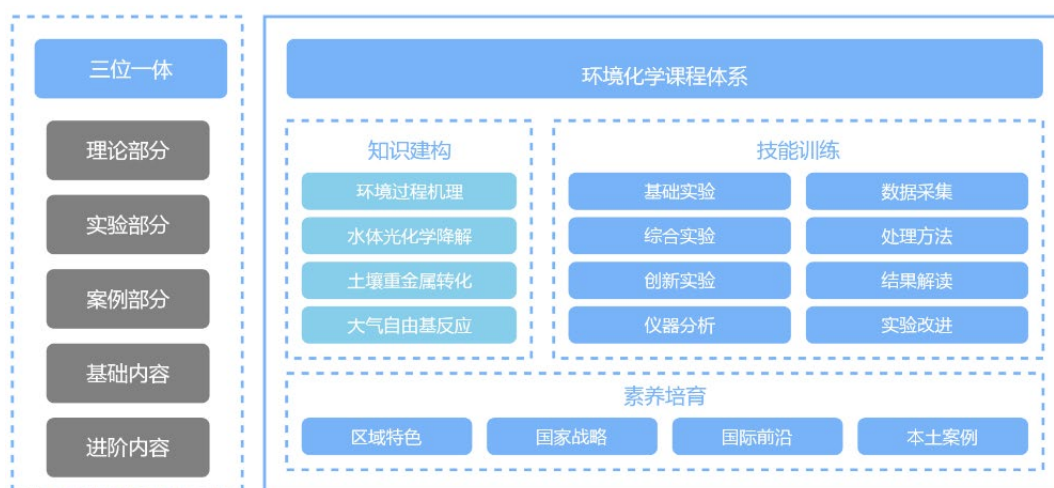 三位一体
理论部分
实验部分
案例部分
基础内容
进阶内容
环境化学课程体系
知识建构
环境过程机理
水体光化学降解
土壤重金属转化
大气自由基反应
技能训练
基础实验
数据采集
综合实验
处理方法
创新实验
结果解读
仪器分析
实验改进
素养培育
区域特色
国家战略
国际前沿
本土案例